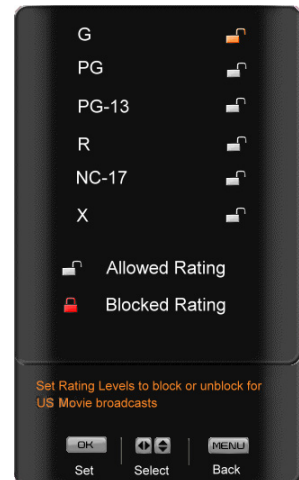 G
PG
PG-13
R
NC-17
X
Allowed Rating
Blocked Rating
Set Rating Levels to block or unblock for
US Movie broadcasts
OK MENU
Set Select Back